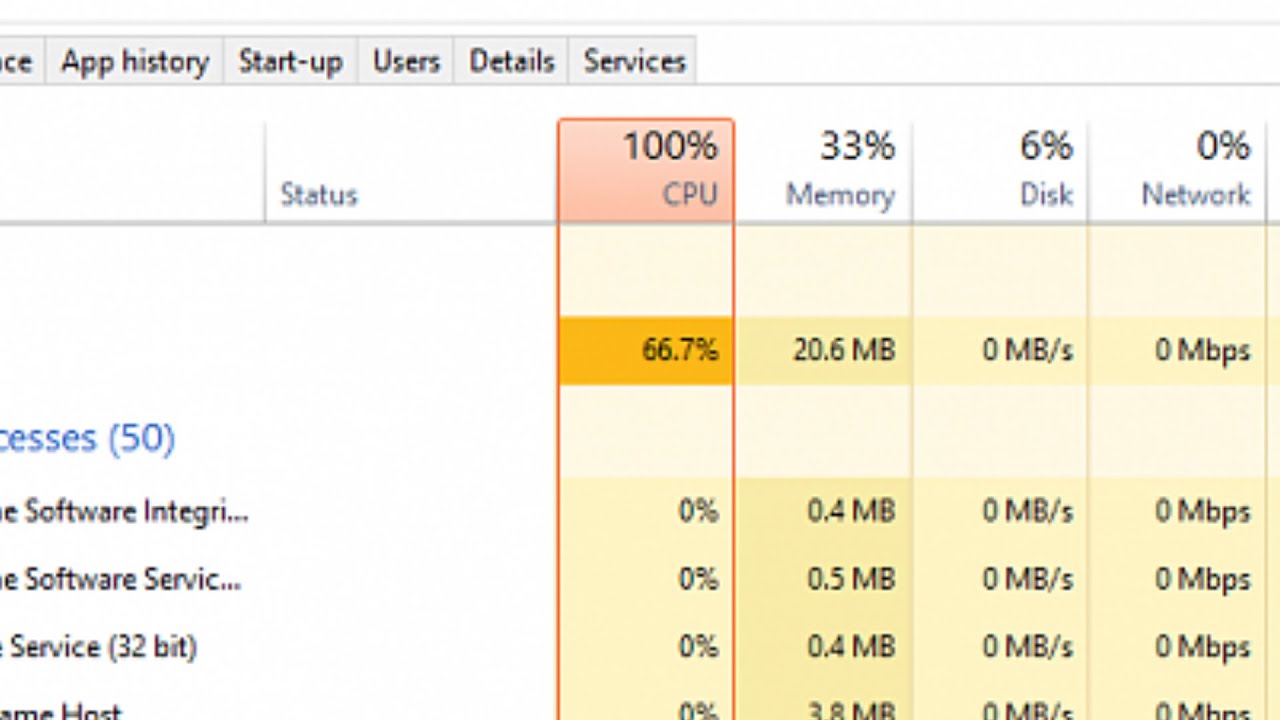 ce App history Start-up Users Details Services
100% 33% 6% 0%
Status CPU Memory Disk Network
66.7% 20.6 MB 0 MB/s 0 Mbps
cesses (50)
e Software Integri... 0% 0.4 MB 0 MB/s 0 Mbps
e Software Servic... 0% 0.5 MB 0 MB/s 0 Mbps
Service (32 bit) 0% 0.4 MB 0 MB/s 0 Mbps
ame Host 0% 3.8 MB 0 MB/s 0 Mbps